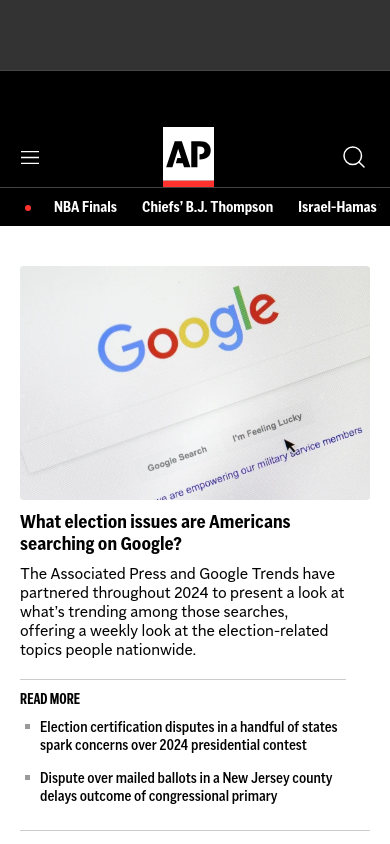 AP
NBA Finals Chiefs’ B.J. Thompson Israel-Hamas
Google
Google Search I'm Feeling Lucky
we are empowering our military service members
What election issues are Americans
searching on Google?
The Associated Press and Google Trends have
partnered throughout 2024 to present a look at
what’s trending among those searches,
offering a weekly look at the election-related
topics people nationwide.
READ MORE
Election certification disputes in a handful of states
spark concerns over 2024 presidential contest
Dispute over mailed ballots in a New Jersey county
delays outcome of congressional primary